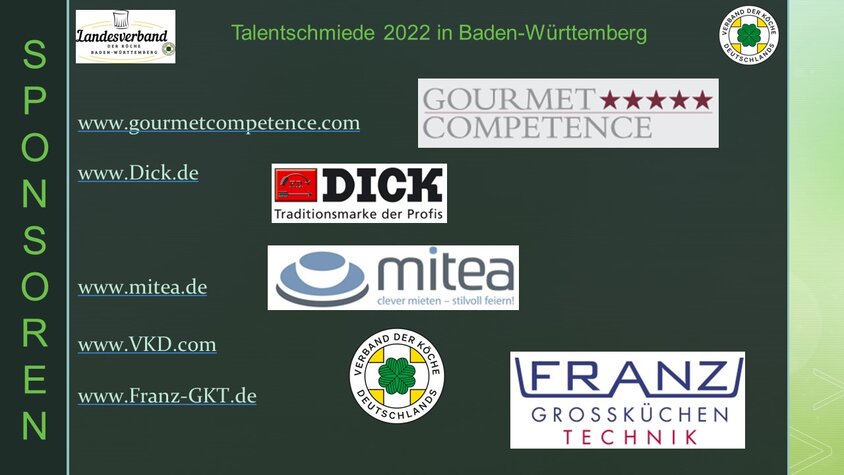 SPONSOREN
Landesverband
DER KÖCHE
BADEN-WÜRTTEMBERG
Talentschmiede 2022 in Baden-Württemberg
VERBAND DER KÖCHE
DEUTSCHLANDS
www.gourmetcompetence.com
GOURMET
COMPETENCE
www.Dick.de
DICK
Traditionsmarke der Profis
www.mitea.de
mitea
clever mieten – stilvoll feiern!
www.VKD.com
VERBAND DER KÖCHE
DEUTSCHLANDS
www.Franz-GKT.de
FRANZ
GROSSKÜCHEN
TECHNIK